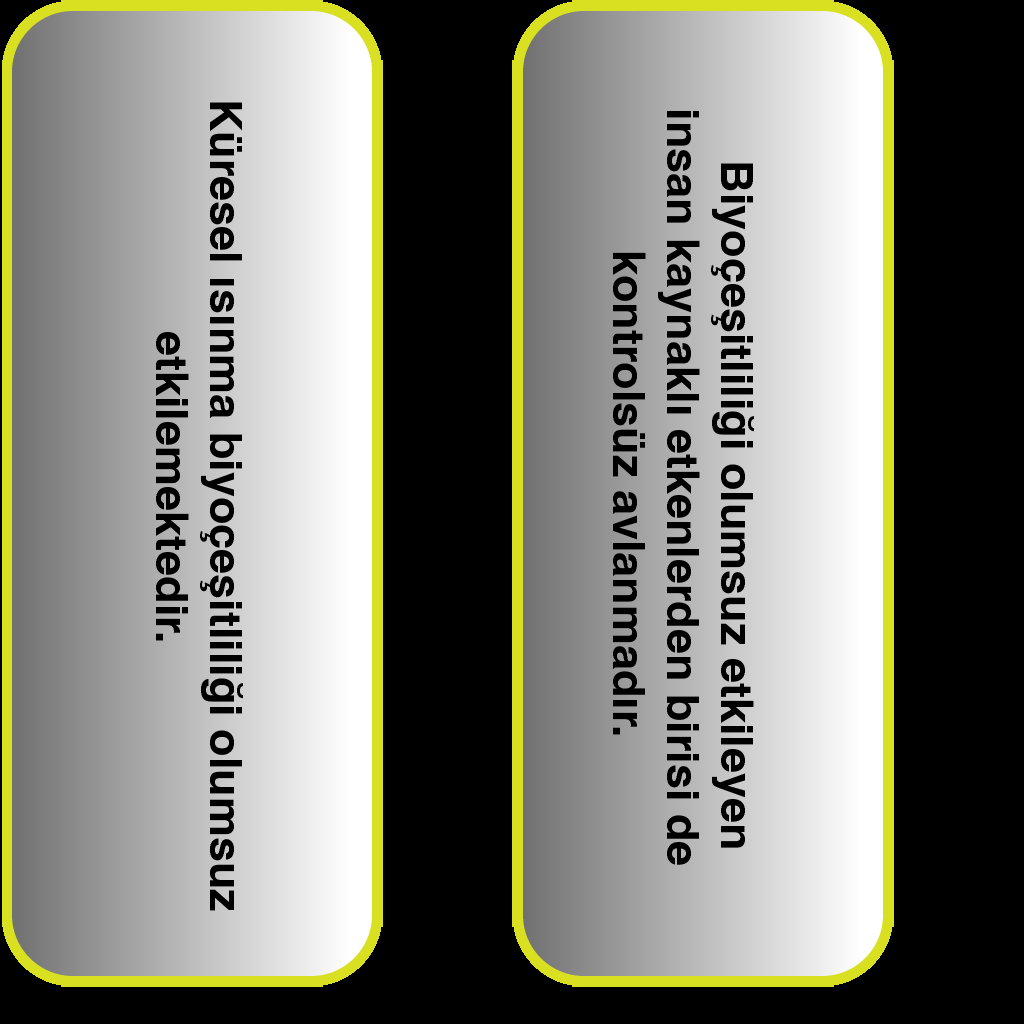 Biyoçeşitliliği olumsuz etkileyen
insan kaynaklı etkenlerden birisi de
kontrolsüz avlanmadır.
Küresel ısınma biyoçeşitliliği olumsuz
etkilemektedir.